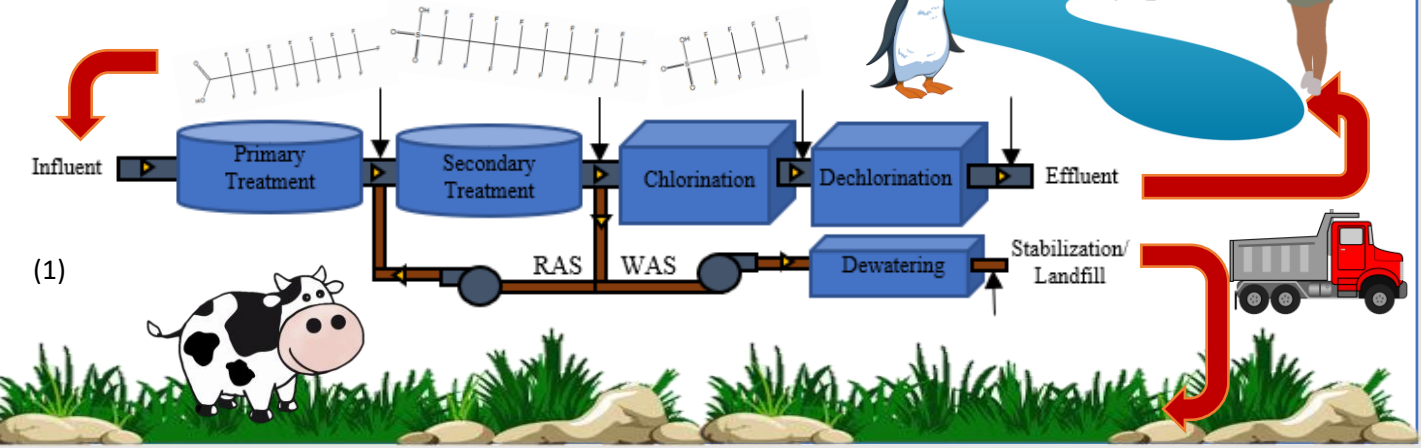 Influent
Primary
Treatment
Secondary
Treatment
Chlorination
Dechlorination
Effluent
RAS
WAS
Dewatering
Stabilization/
Landfill
(1)